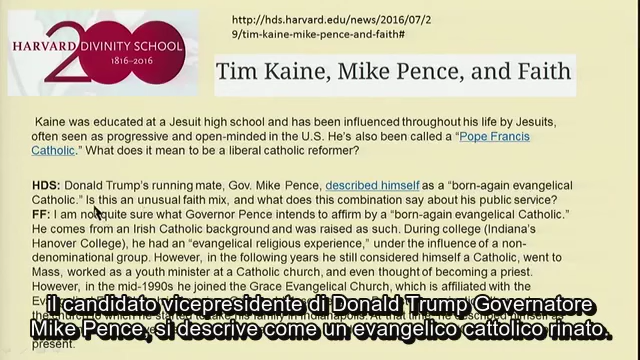 HARVARD DIVINITY SCHOOL
200
1816–2016
http://hds.harvard.edu/news/2016/07/2
9/tim-kaine-mike-pence-and-faith#
Tim Kaine, Mike Pence, and Faith
Kaine was educated at a Jesuit high school and has been influenced throughout his life by Jesuits,
often seen as progressive and open-minded in the U.S. He's also been called a “Pope Francis
Catholic.” What does it mean to be a liberal catholic reformer?
HDS: Donald Trump's running mate, Gov. Mike Pence, described himself as a “born-again evangelical
Catholic.” Is this an unusual faith mix, and what does this combination say about his public service?
FF: I am not quite sure what Governor Pence intends to affirm by a “born-again evangelical Catholic.”
He comes from an Irish Catholic background and was raised as such. During college (Indiana's
Hanover College), he had an “evangelical religious experience,” under the influence of a non-
denominational group. However, in the following years he still considered himself a Catholic, went to
Mass, worked as a youth minister at a Catholic church, and even thought of becoming a priest.
However, in the mid-1990s he joined the Grace Evangelical Church, which is affiliated with the
il candidato vicepresidente di Donald Trump Governatore
Mike Pence, si descrive come un evangelico cattolico rinato.
present.